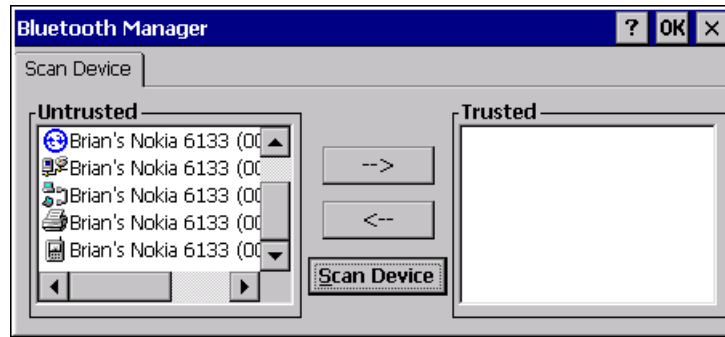 Bluetooth Manager
? OK ×
Scan Device
Untrusted
Brian's Nokia 6133 (00
Brian's Nokia 6133 (00
Brian's Nokia 6133 (00
Brian's Nokia 6133 (00
Brian's Nokia 6133 (00
-->
<--
Scan Device
Trusted